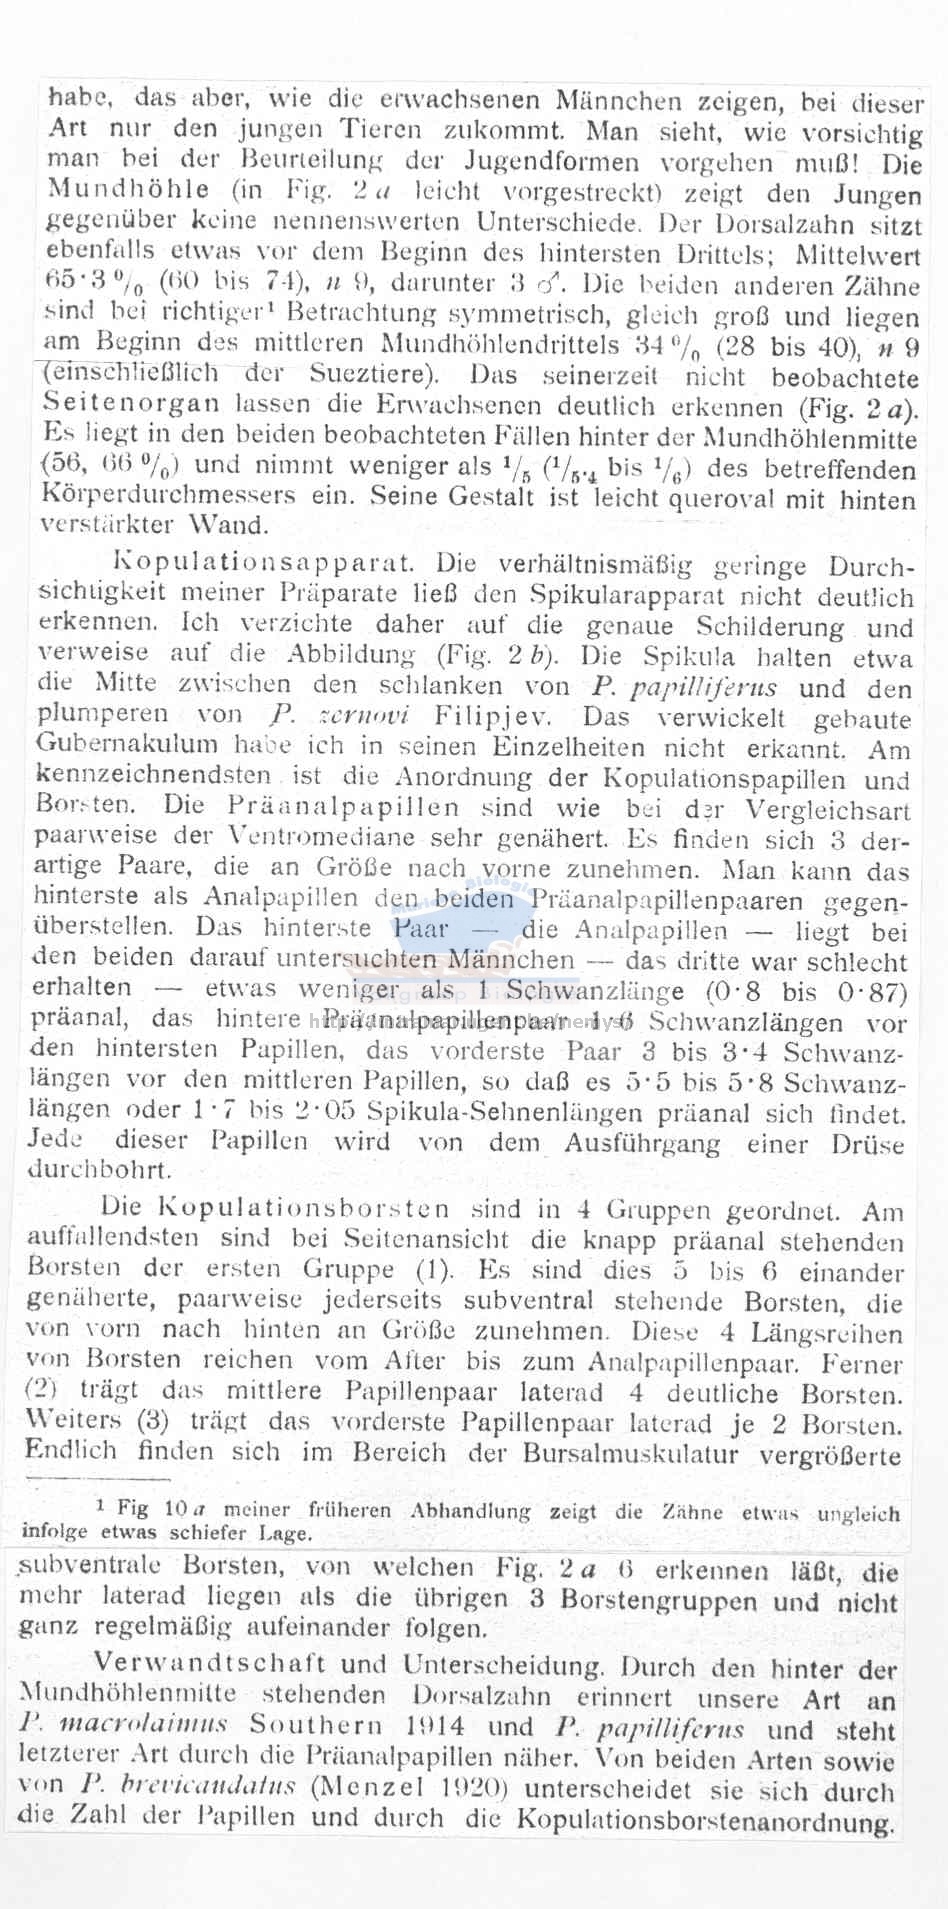 habe, das aber, wie die erwachsenen Männchen zeigen, bei dieser
Art nur den jungen Tieren zukommt. Man sieht, wie vorsichtig
man bei der Beurteilung der Jugendformen vorgehen muß! Die
Mundhöhle (in Fig. 2 a leicht vorgestreckt) zeigt den Jungen
gegenüber keine nennenswerten Unterschiede. Der Dorsalzahn sitzt
ebenfalls etwas vor dem Beginn des hintersten Drittels; Mittelwert
65·3 % (60 bis 74), n 9, darunter 3 ♂. Die beiden anderen Zähne
sind bei richtiger¹ Betrachtung symmetrisch, gleich groß und liegen
am Beginn des mittleren Mundhöhlendrittels 34 % (28 bis 40), n 9
(einschließlich der Sueztiere). Das seinerzeit nicht beobachtete
Seitenorgan lassen die Erwachsenen deutlich erkennen (Fig. 2 a).
Es liegt in den beiden beobachteten Fällen hinter der Mundhöhlenmitte
(56, 66 %) und nimmt weniger als 1/5 (1/5·4 bis 1/6) des betreffenden
Körperdurchmessers ein. Seine Gestalt ist leicht queroval mit hinten
verstärkter Wand.
Kopulationsapparat. Die verhältnismäßig geringe Durch-
sichtigkeit meiner Präparate ließ den Spikularapparat nicht deutlich
erkennen. Ich verzichte daher auf die genaue Schilderung und
verweise auf die Abbildung (Fig. 2 b). Die Spikula halten etwa
die Mitte zwischen den schlanken von P. papilliferus und den
plumperen von P. zernovi Filipjev. Das verwickelt gebaute
Gubernakulum habe ich in seinen Einzelheiten nicht erkannt. Am
kennzeichnendsten ist die Anordnung der Kopulationspapillen und
Borsten. Die Präanalpapillen sind wie bei der Vergleichsart
paarweise der Ventromediane sehr genähert. Es finden sich 3 der-
artige Paare, die an Größe nach vorne zunehmen. Man kann das
hinterste als Analpapillen den beiden Präanalpapillenpaaren gegen-
überstellen. Das hinterste Paar — die Analpapillen — liegt bei
den beiden darauf untersuchten Männchen — das dritte war schlecht
erhalten — etwas weniger als 1 Schwanzlänge (0·8 bis 0·87)
präanal, das hintere Präanalpapillenpaar 1·6 Schwanzlängen vor
den hintersten Papillen, das vorderste Paar 3 bis 3·4 Schwanz-
längen vor den mittleren Papillen, so daß es 5·5 bis 5·8 Schwanz-
längen oder 1·7 bis 2·05 Spikula-Sehnenlängen präanal sich findet.
Jede dieser Papillen wird von dem Ausführgang einer Drüse
durchbohrt.
Die Kopulationsborsten sind in 4 Gruppen geordnet. Am
auffallendsten sind bei Seitenansicht die knapp präanal stehenden
Borsten der ersten Gruppe (1). Es sind dies 5 bis 6 einander
genäherte, paarweise jederseits subventral stehende Borsten, die
von vorn nach hinten an Größe zunehmen. Diese 4 Längsreihen
von Borsten reichen vom After bis zum Analpapillenpaar. Ferner
(2) trägt das mittlere Papillenpaar laterad 4 deutliche Borsten.
Weiters (3) trägt das vorderste Papillenpaar laterad je 2 Borsten.
Endlich finden sich im Bereich der Bursalmuskulatur vergrößerte
¹ Fig 10 a meiner früheren Abhandlung zeigt die Zähne etwas ungleich
infolge etwas schiefer Lage.
subventrale Borsten, von welchen Fig. 2 a 6 erkennen läßt, die
mehr laterad liegen als die übrigen 3 Borstengruppen und nicht
ganz regelmäßig aufeinander folgen.
Verwandtschaft und Unterscheidung. Durch den hinter der
Mundhöhlenmitte stehenden Dorsalzahn erinnert unsere Art an
P. macrolaimus Southern 1914 und P. papilliferus und steht
letzterer Art durch die Präanalpapillen näher. Von beiden Arten sowie
von P. brevicaudatus (Menzel 1920) unterscheidet sie sich durch
die Zahl der Papillen und durch die Kopulationsborstenanordnung.